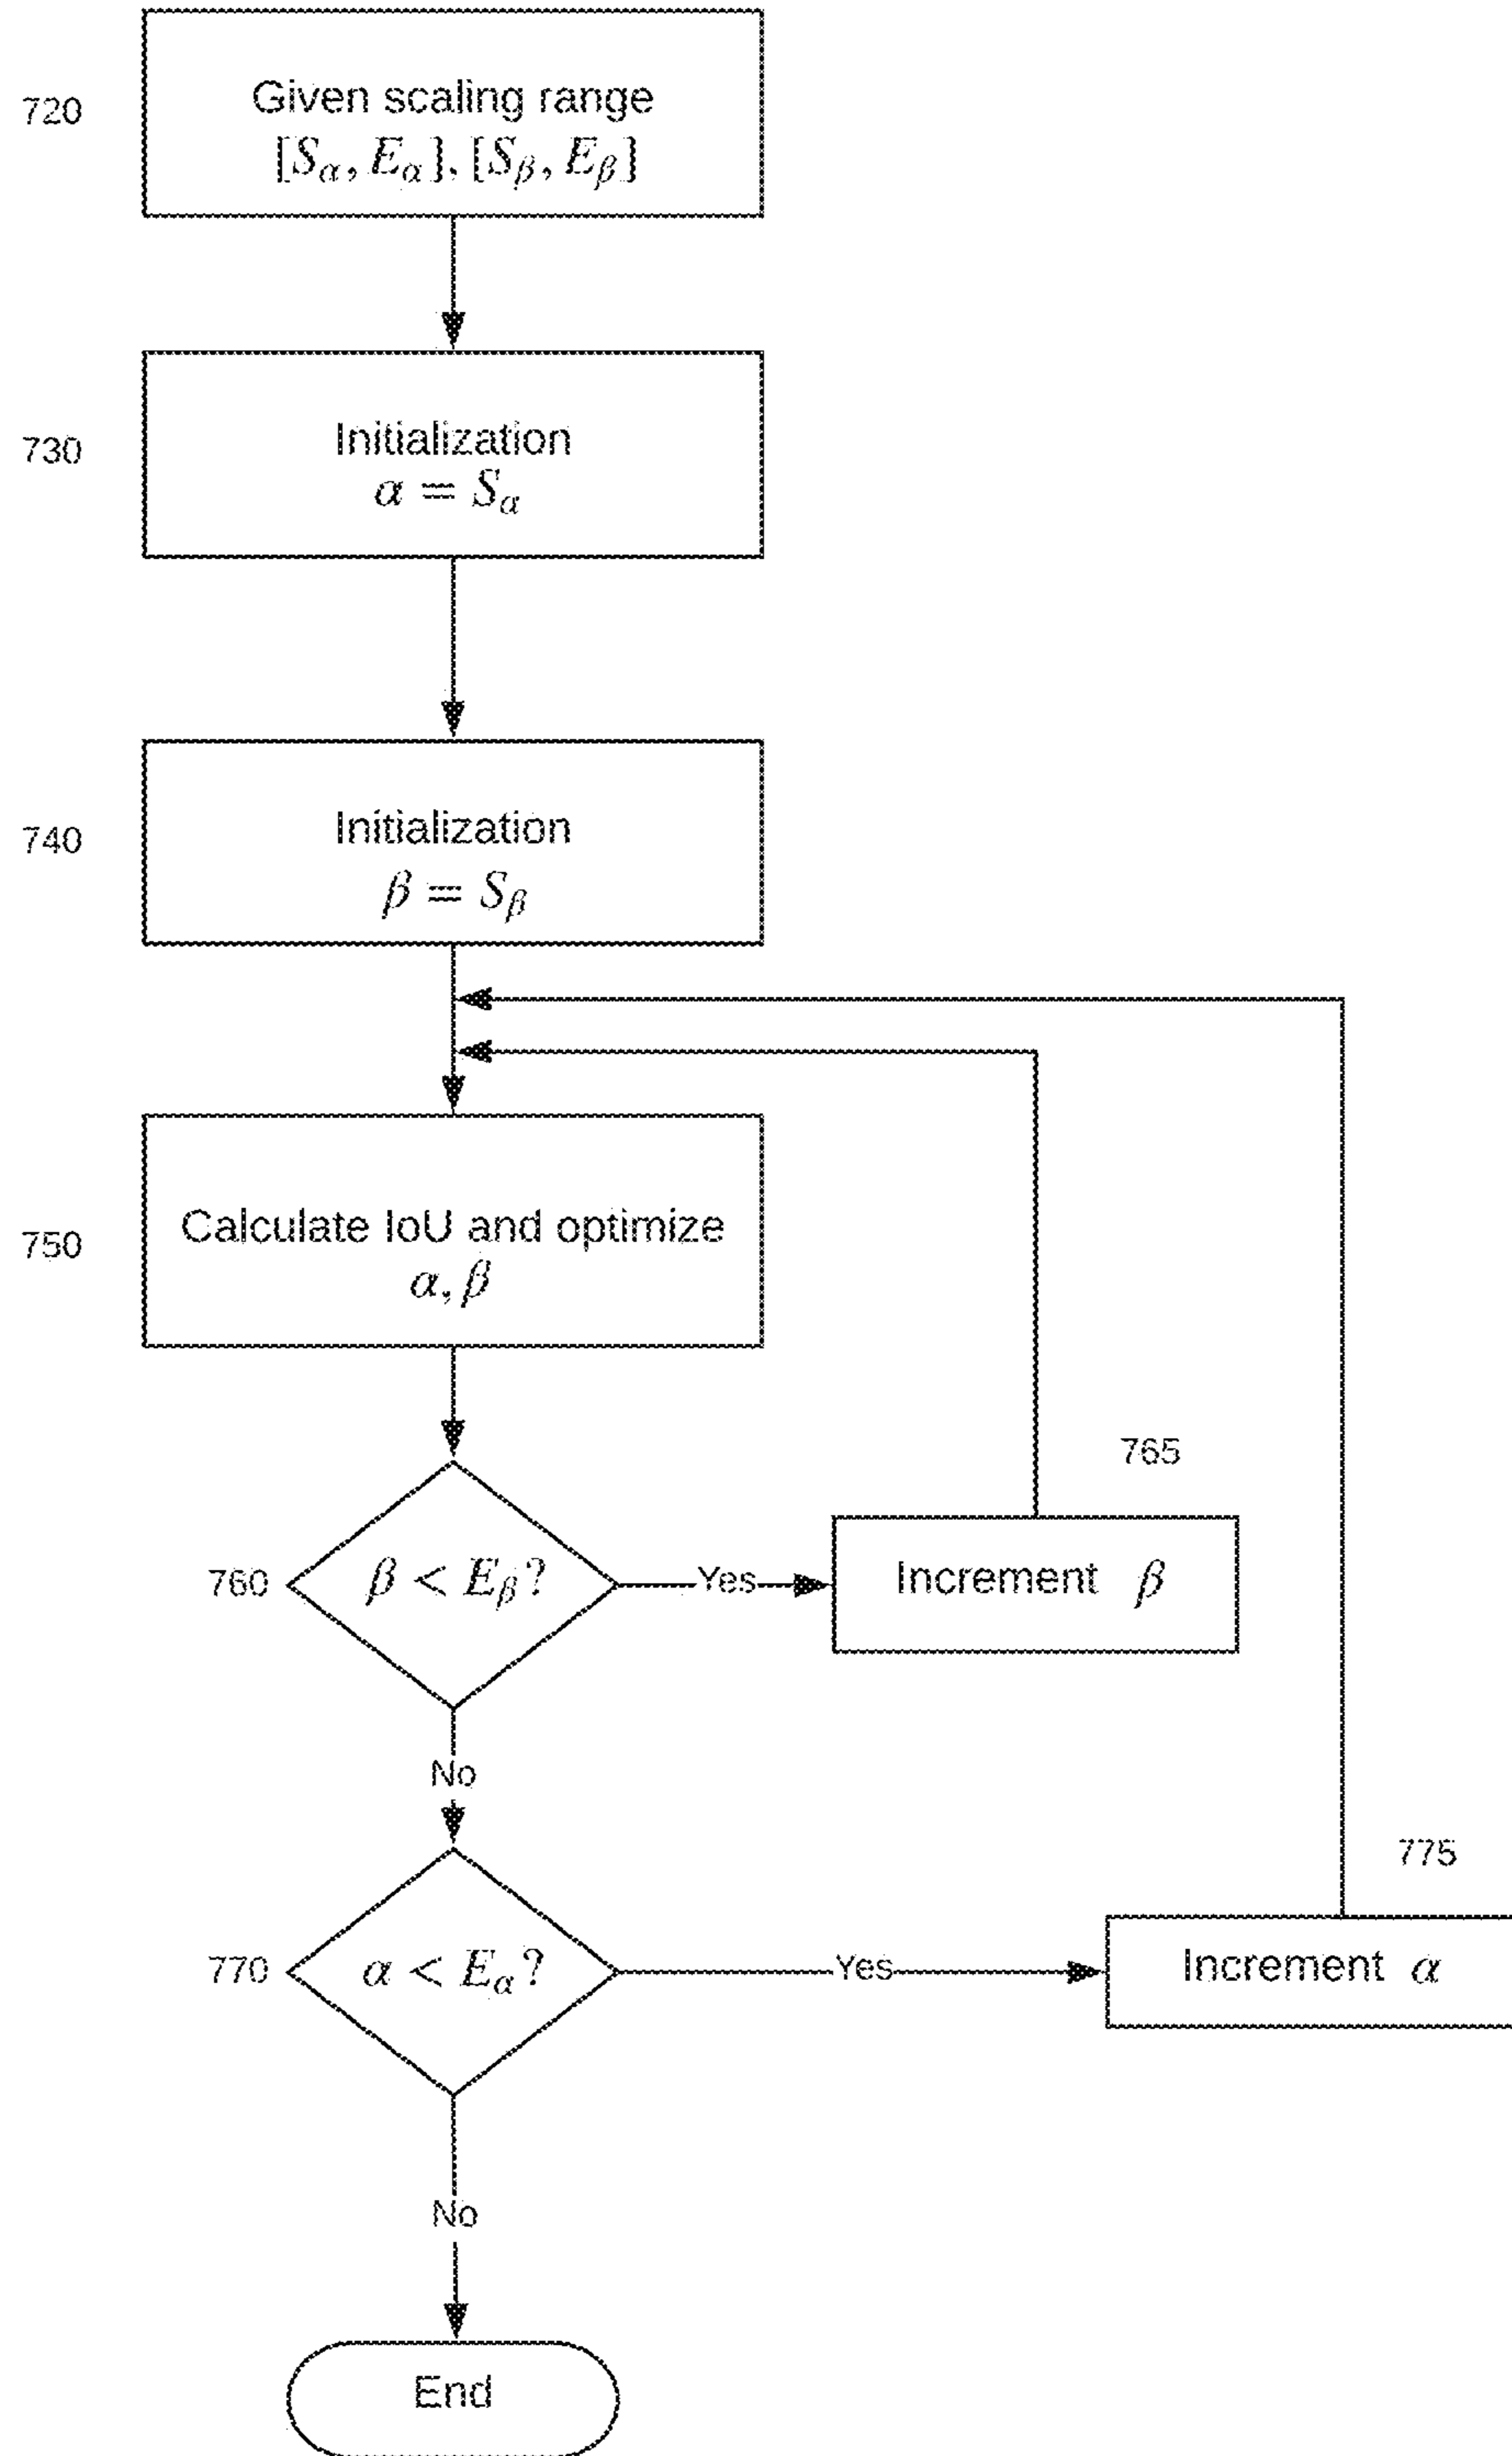 720
Given scaling range
[Sα, Eα], [Sβ, Eβ]
730
Initialization
α = Sα
740
Initialization
β = Sβ
750
Calculate IoU and optimize
α, β
765
760
β < Eβ?
Yes
Increment β
No
775
770
α < Eα?
Yes
Increment α
No
End